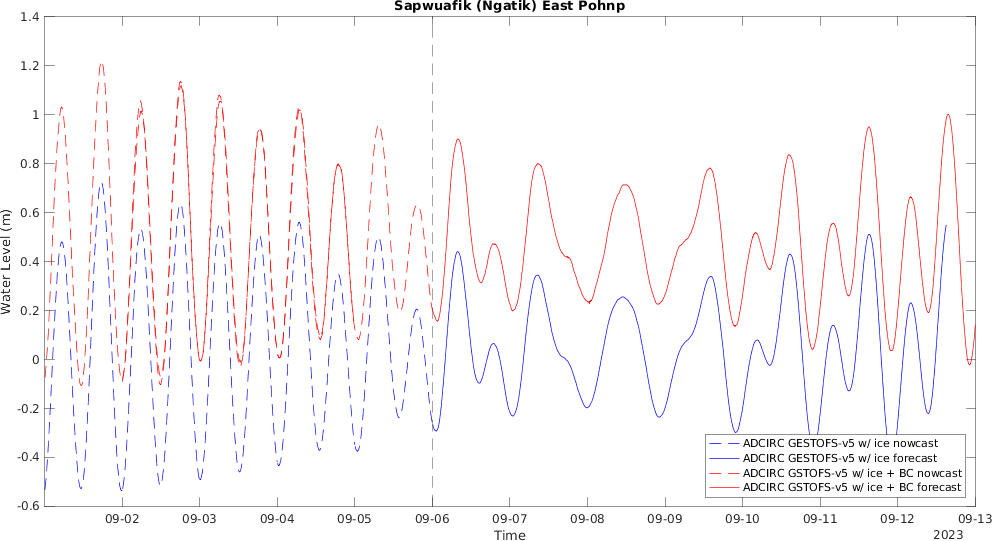 Sapwuafik (Ngatik) East Pohnp
Water Level (m)
1.4
1.2
1
0.8
0.6
0.4
0.2
0
-0.2
-0.4
-0.6
ADCIRC GESTOFS-v5 w/ ice nowcast
ADCIRC GESTOFS-v5 w/ ice forecast
ADCIRC GSTOFS-v5 w/ ice + BC nowcast
ADCIRC GSTOFS-v5 w/ ice + BC forecast
09-02 09-03 09-04 09-05 09-06 09-07 09-08 09-09 09-10 09-11 09-12 09-13
Time
2023